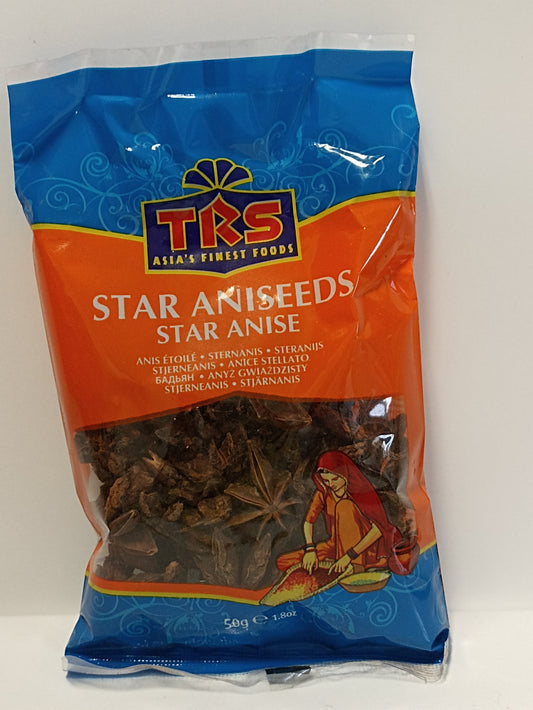 TRS
ASIA'S FINEST FOODS
STAR ANISEEDS
STAR ANISE
ANIS ÉTOILÉ • STERNANIS • STERANIJS
STJERNEANIS • ANICE STELLATO
БАДЬЯН • ANYŻ GWIAŹDZISTY
STJERNEANIS • STJÄRNANIS
50g ℮ 1.8oz